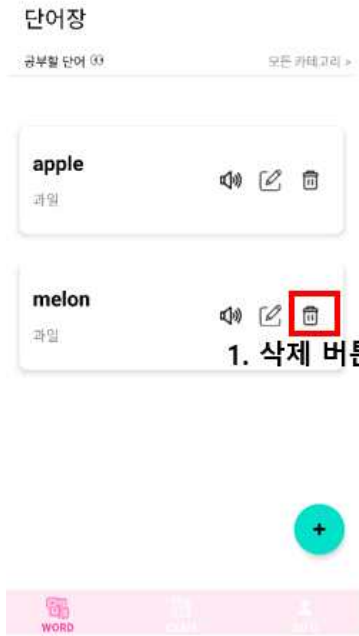 단어장
공부할 단어 👀 모든 카테고리 >
apple
과일
melon
과일
1. 삭제 버튼
+
WORD